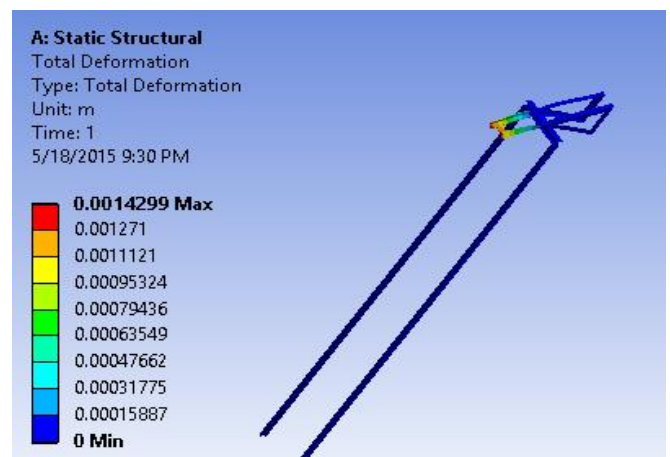 A: Static Structural
Total Deformation
Type: Total Deformation
Unit: m
Time: 1
5/18/2015 9:30 PM
0.0014299 Max
0.001271
0.0011121
0.00095324
0.00079436
0.00063549
0.00047662
0.00031775
0.00015887
0 Min